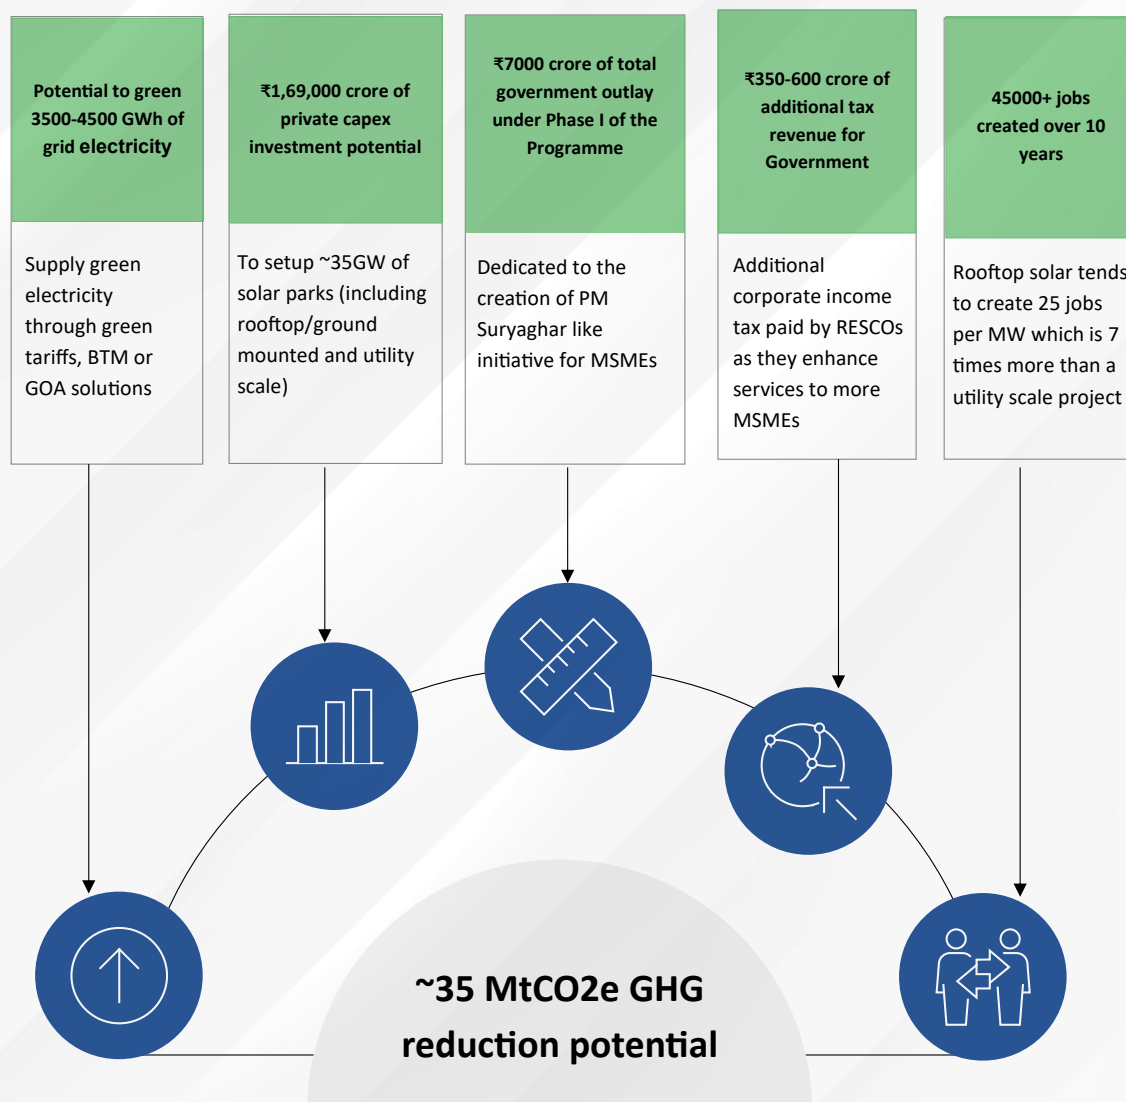 Potential to green
3500-4500 GWh of
grid electricity
Supply green
electricity
through green
tariffs, BTM or
GOA solutions
₹1,69,000 crore of
private capex
investment potential
To setup ~35GW of
solar parks (including
rooftop/ground
mounted and utility
scale)
₹7000 crore of total
government outlay
under Phase I of the
Programme
Dedicated to the
creation of PM
Suryaghar like
initiative for MSMEs
₹350-600 crore of
additional tax
revenue for
Government
Additional
corporate income
tax paid by RESCOs
as they enhance
services to more
MSMEs
45000+ jobs
created over 10
years
Rooftop solar tends
to create 25 jobs
per MW which is 7
times more than a
utility scale project
~35 MtCO2e GHG
reduction potential